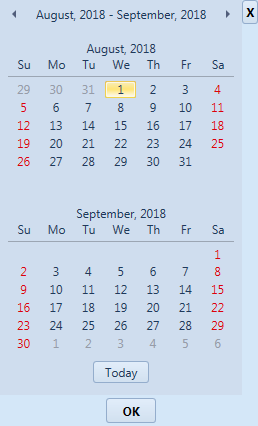 August, 2018 - September, 2018 X
August, 2018
Su Mo Tu We Th Fr Sa
29 30 31 1 2 3 4
5 6 7 8 9 10 11
12 13 14 15 16 17 18
19 20 21 22 23 24 25
26 27 28 29 30 31
September, 2018
Su Mo Tu We Th Fr Sa
1
2 3 4 5 6 7 8
9 10 11 12 13 14 15
16 17 18 19 20 21 22
23 24 25 26 27 28 29
30 1 2 3 4 5 6
Today
OK